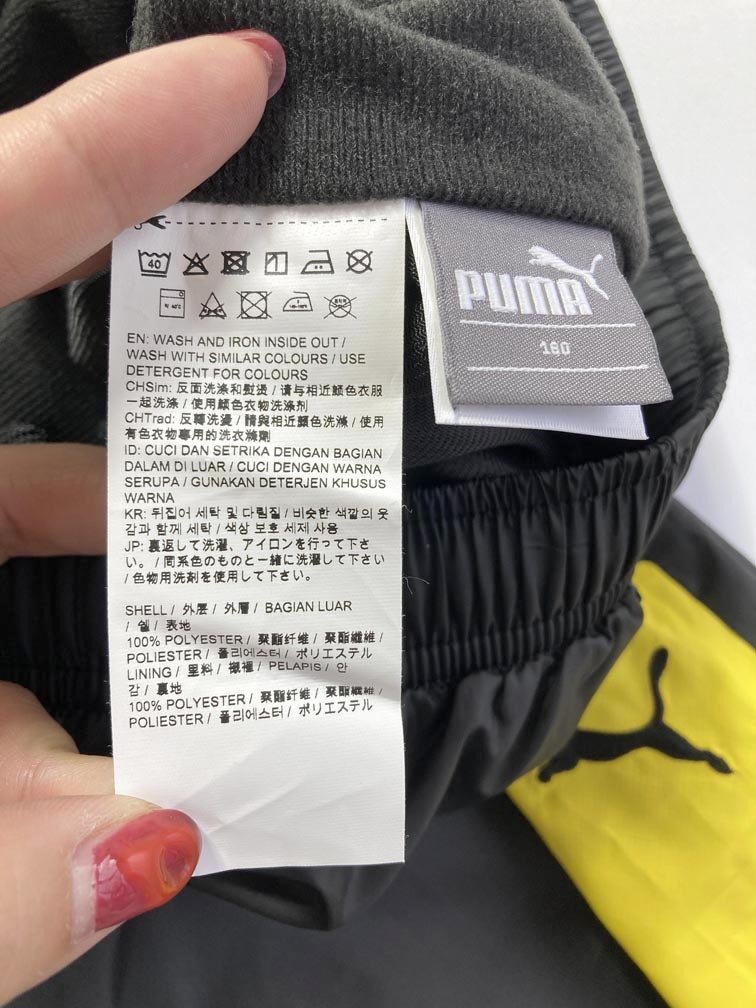 40
PUMA
160
EN: WASH AND IRON INSIDE OUT /
WASH WITH SIMILAR COLOURS / USE
DETERGENT FOR COLOURS
CHSim: 反面洗涤和熨烫 / 请与相近颜色衣服
一起洗涤 / 使用颜色衣物洗涤剂
CHTrad: 反轉洗燙 / 請與相近顏色洗滌 / 使用
有色衣物專用的洗衣滌劑
ID: CUCI DAN SETRIKA DENGAN BAGIAN
DALAM DI LUAR / CUCI DENGAN WARNA
SERUPA / GUNAKAN DETERJEN KHUSUS
WARNA
KR: 뒤집어 세탁 및 다림질 / 비슷한 색깔의 옷
감과 함께 세탁 / 색상 보호 세제 사용
JP: 裏返して洗濯、アイロンを行って下さ
い。 / 同系色のものと一緒に洗濯して下さい
/ 色物用洗剤を使用して下さい。
SHELL / 外层 / 外層 / BAGIAN LUAR
/ 쉘 / 表地
100% POLYESTER / 聚酯纤维 / 聚酯纖維 /
POLIESTER / 폴리에스터 / ポリエステル
LINING / 里料 / 襯裡 / PELAPIS / 안
감 / 裏地
100% POLYESTER / 聚酯纤维 / 聚酯纖維 /
POLIESTER / 폴리에스터 / ポリエステル